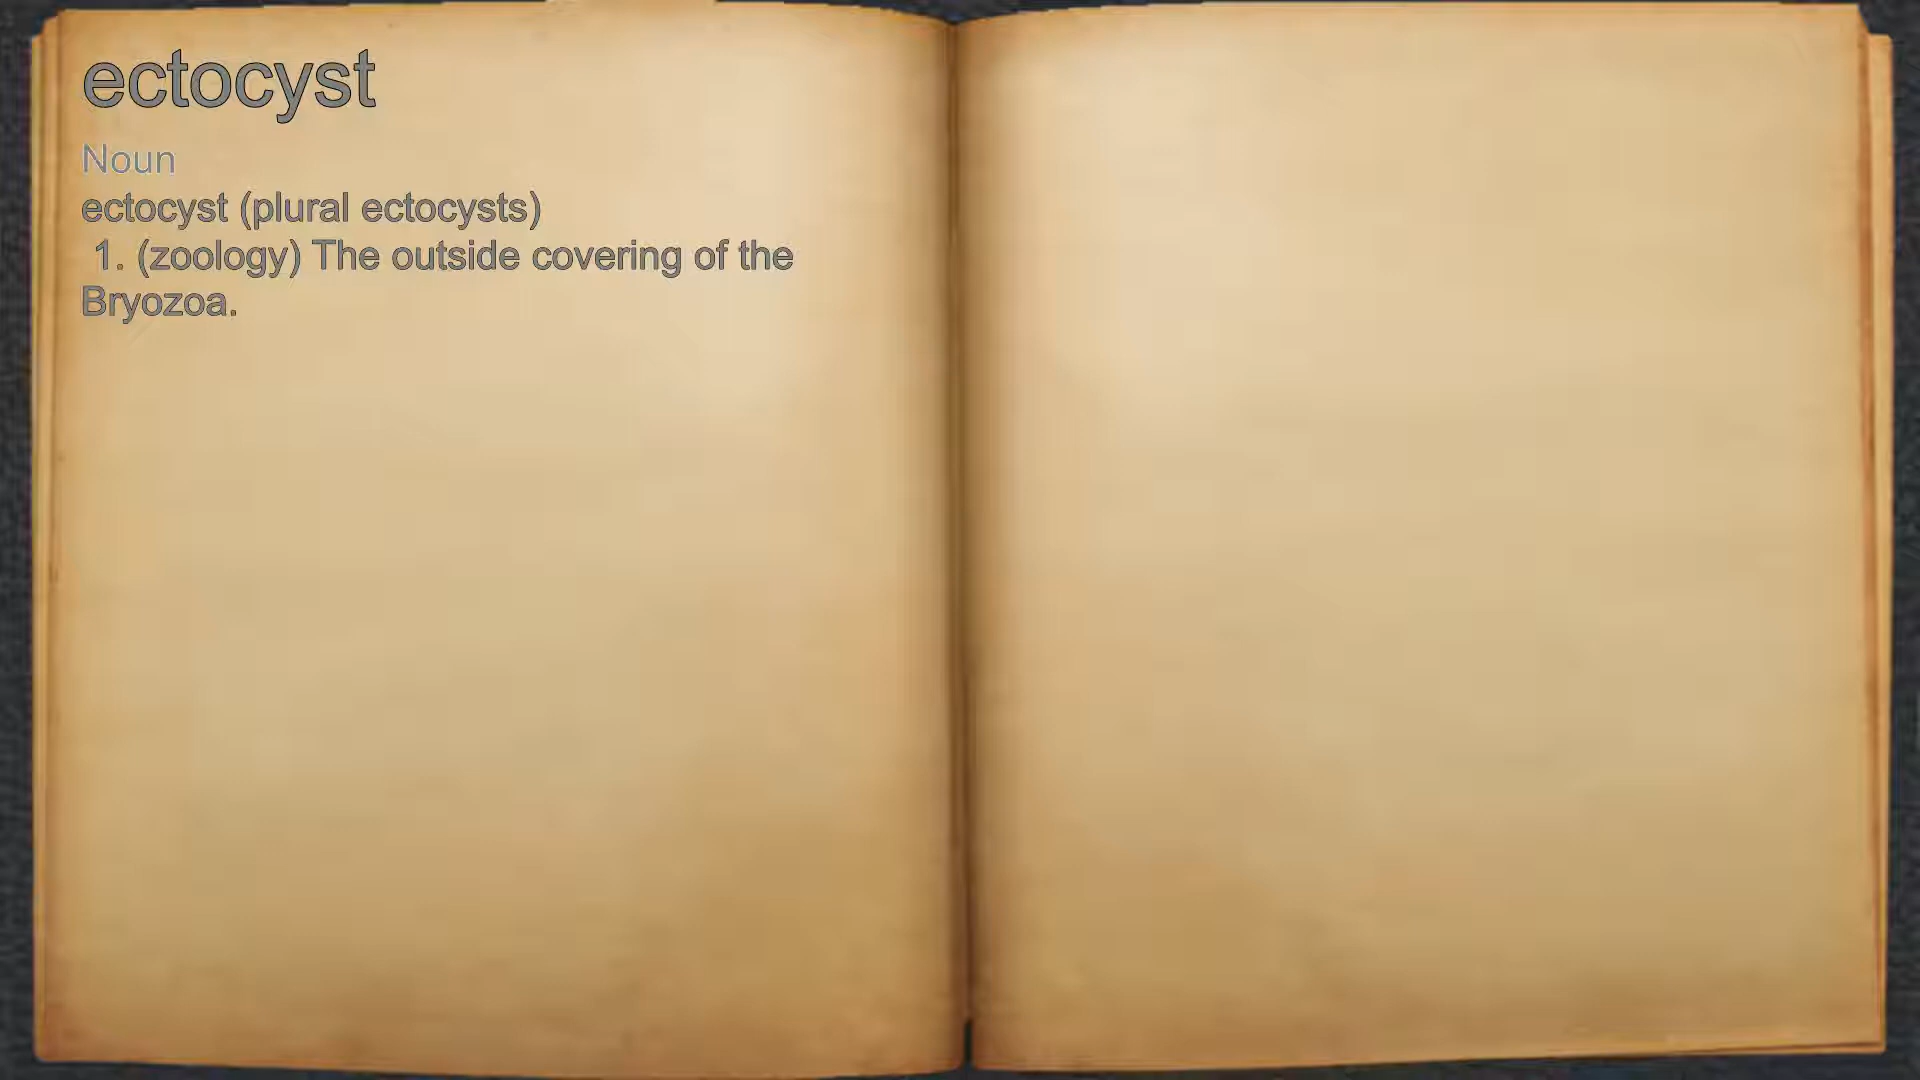 ectocyst
Noun
ectocyst (plural ectocysts)
1. (zoology) The outside covering of the
Bryozoa.